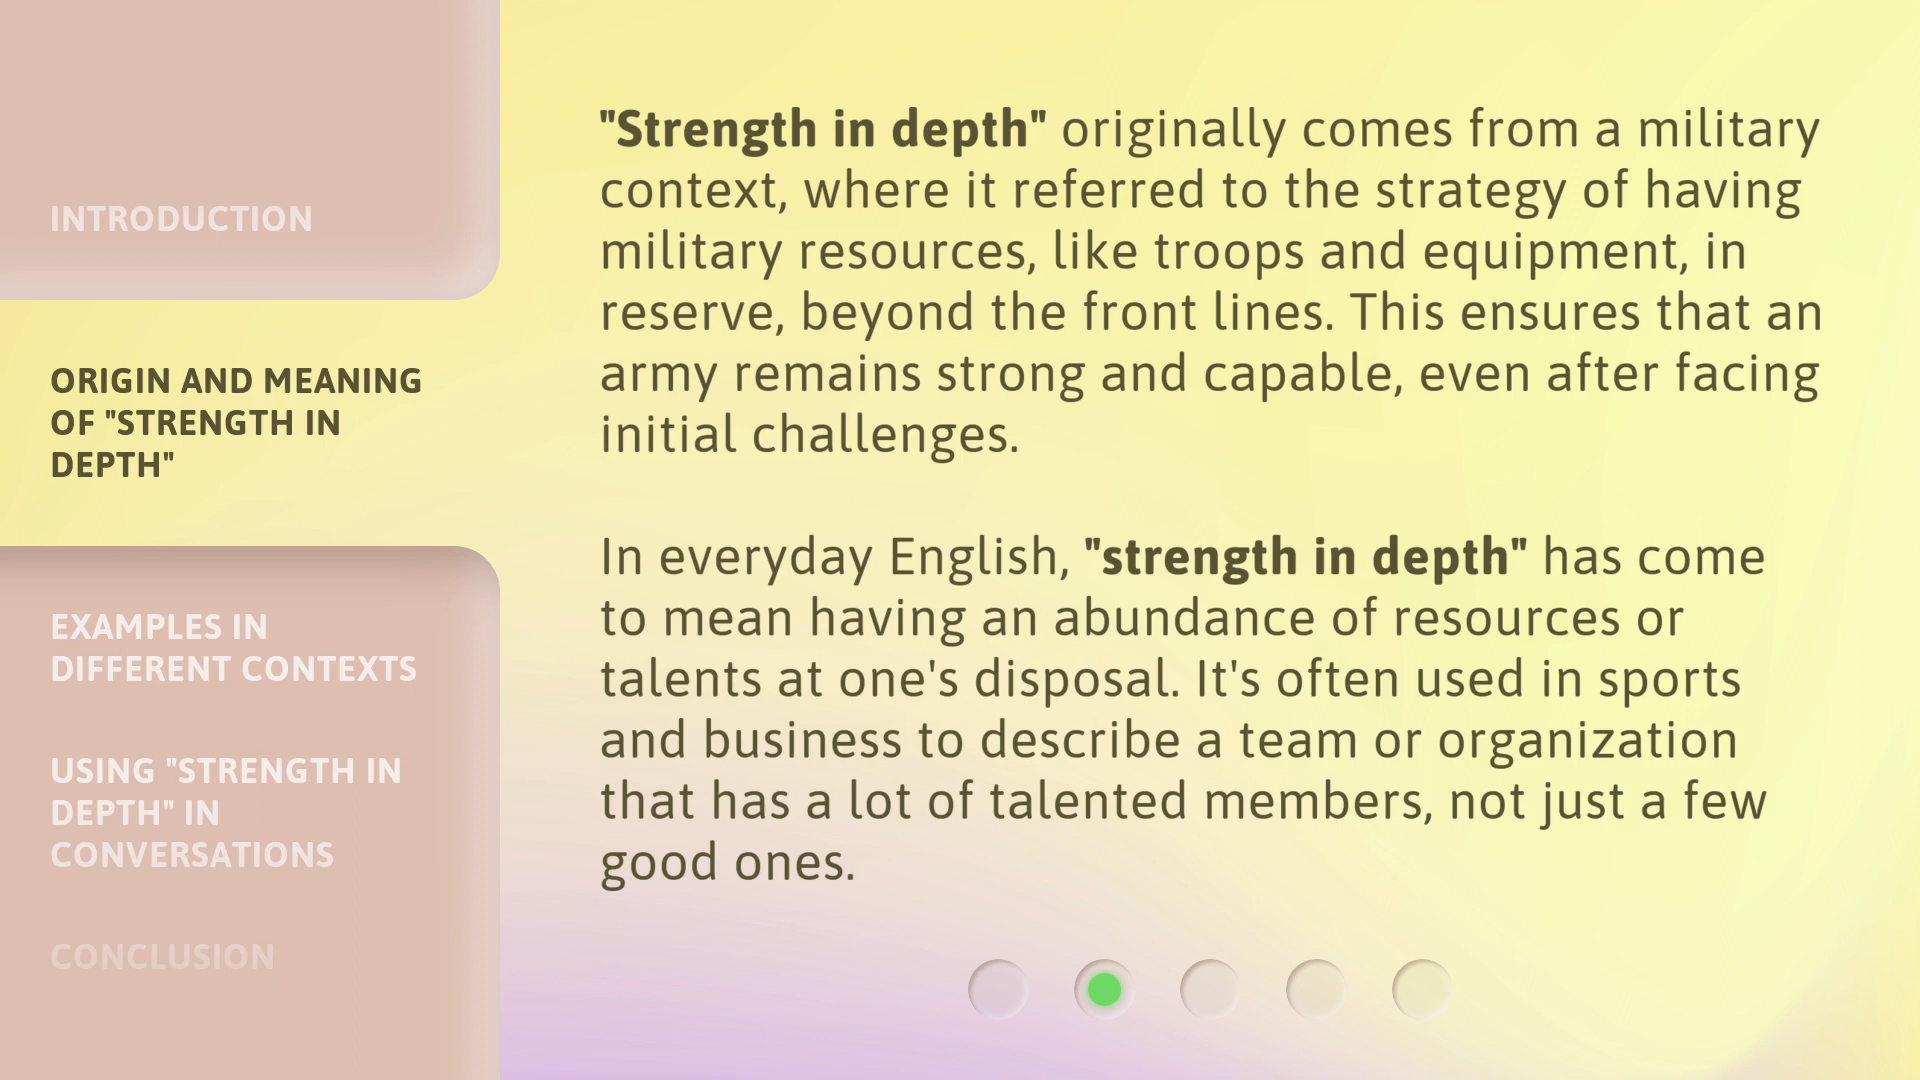 INTRODUCTION
ORIGIN AND MEANING
OF "STRENGTH IN
DEPTH"
EXAMPLES IN
DIFFERENT CONTEXTS
USING "STRENGTH IN
DEPTH" IN
CONVERSATIONS
CONCLUSION
"Strength in depth" originally comes from a military
context, where it referred to the strategy of having
military resources, like troops and equipment, in
reserve, beyond the front lines. This ensures that an
army remains strong and capable, even after facing
initial challenges.
In everyday English, "strength in depth" has come
to mean having an abundance of resources or
talents at one's disposal. It's often used in sports
and business to describe a team or organization
that has a lot of talented members, not just a few
good ones.